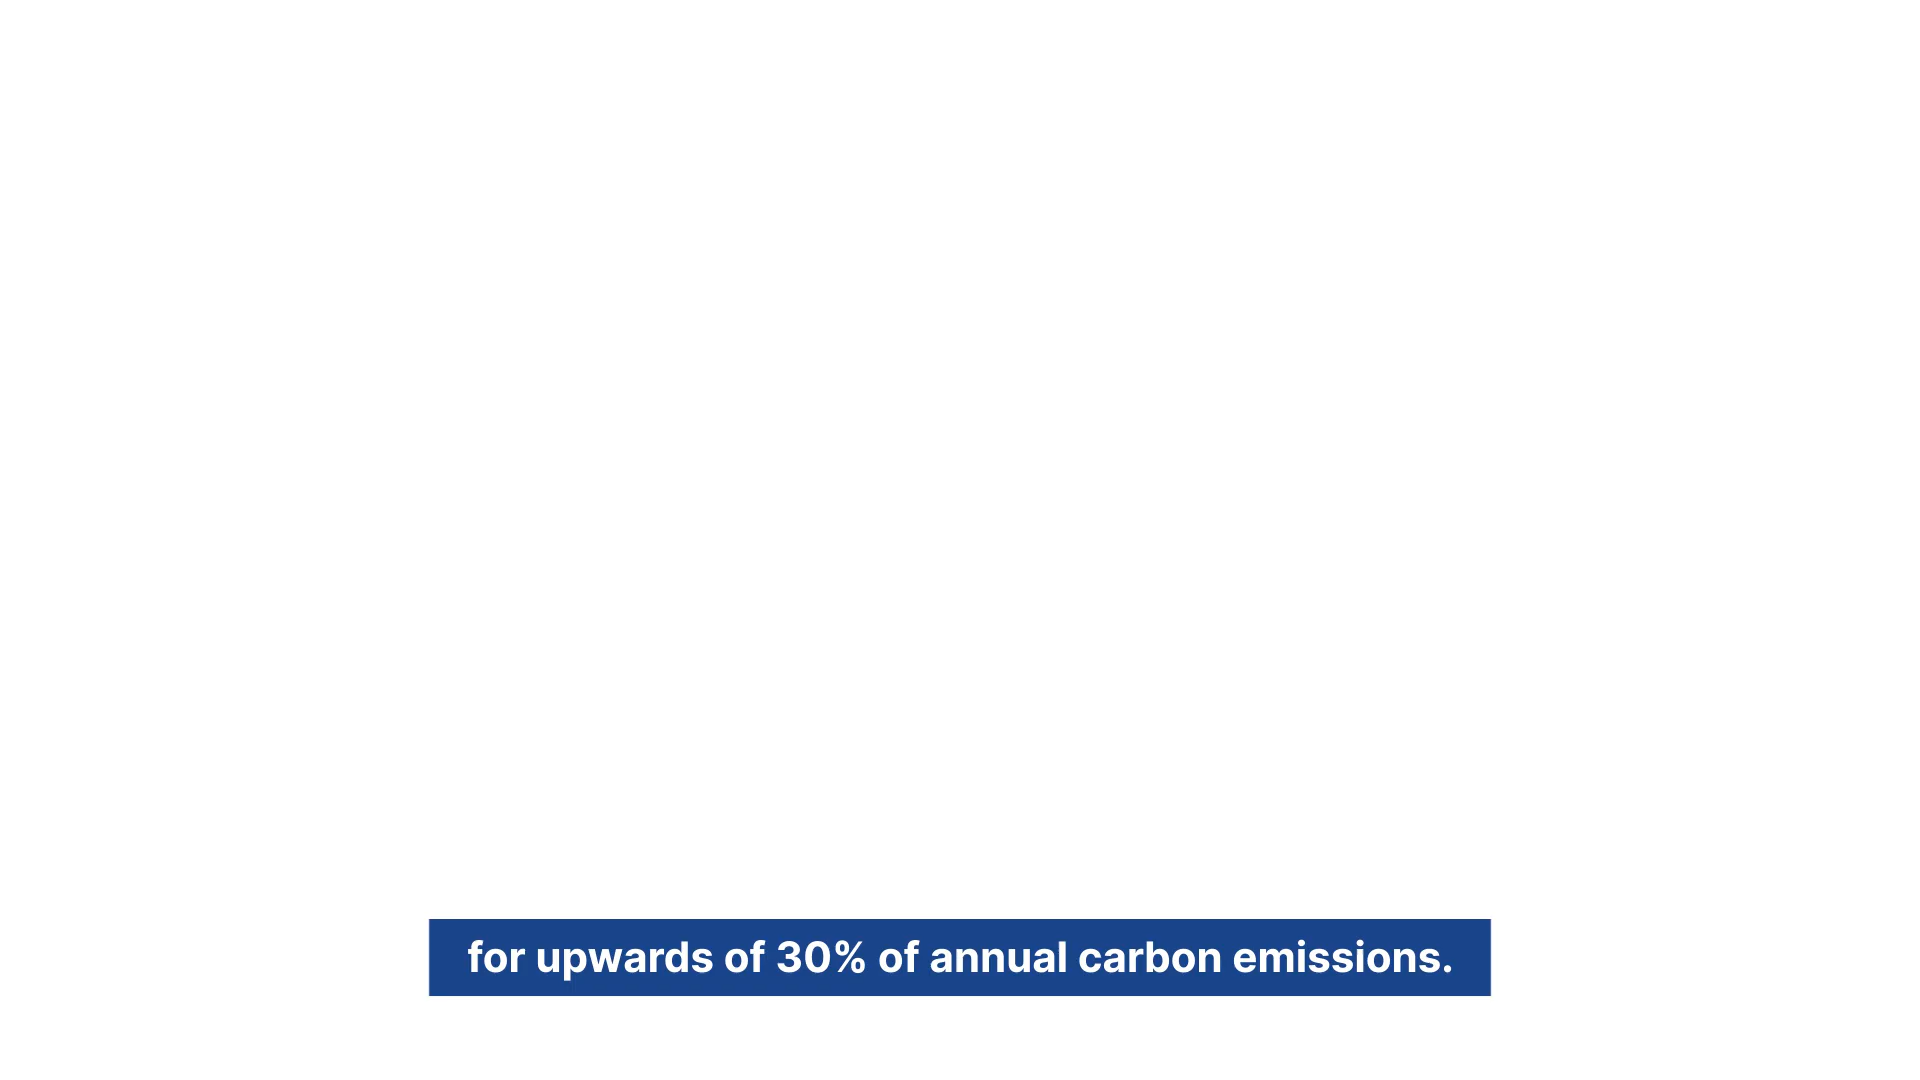 for upwards of 30% of annual carbon emissions.